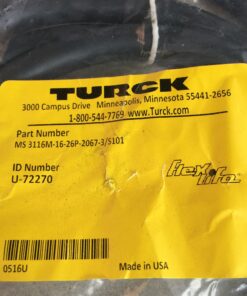 TURCK
3000 Campus Drive Minneapolis, Minnesota 55441-2656
1-800-544-7769 www.Turck.com
Part Number
MS 3116M-16-26P-2067-3/S101
ID Number
U-72270
flexlife
0516U
Made in USA